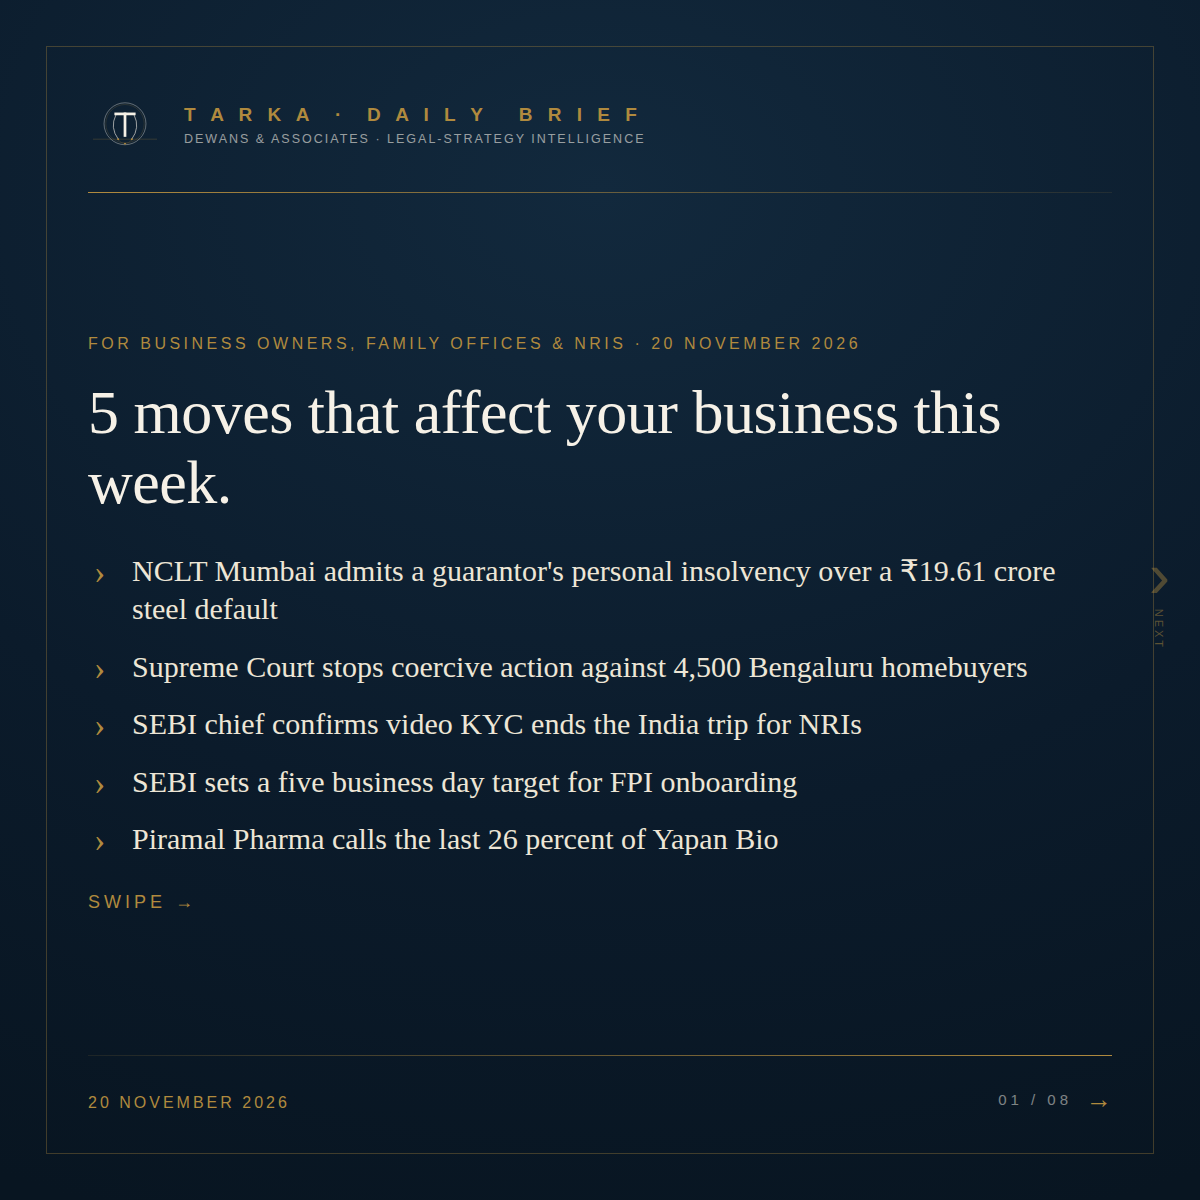 T
TARKA · DAILY BRIEF
DEWANS & ASSOCIATES · LEGAL-STRATEGY INTELLIGENCE
FOR BUSINESS OWNERS, FAMILY OFFICES & NRIS · 20 NOVEMBER 2026
5 moves that affect your business this
week.
› NCLT Mumbai admits a guarantor's personal insolvency over a ₹19.61 crore
steel default
› Supreme Court stops coercive action against 4,500 Bengaluru homebuyers
› SEBI chief confirms video KYC ends the India trip for NRIs
› SEBI sets a five business day target for FPI onboarding
› Piramal Pharma calls the last 26 percent of Yapan Bio
SWIPE →
› NEXT
20 NOVEMBER 2026
01 / 08 →